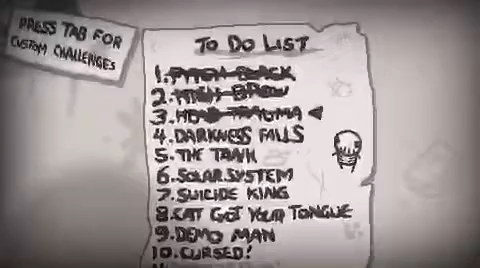 PRESS TAB FOR
CUSTOM CHALLENGES
TO DO LIST
1. PITCH BLACK
2. HIGH BROW
3. HEAD TRAUMA
4. DARKNESS FALLS
5. THE TANK
6. SOLAR SYSTEM
7. SUICIDE KING
8. CAT GOT YOUR TONGUE
9. DEMO MAN
10. CURSED!